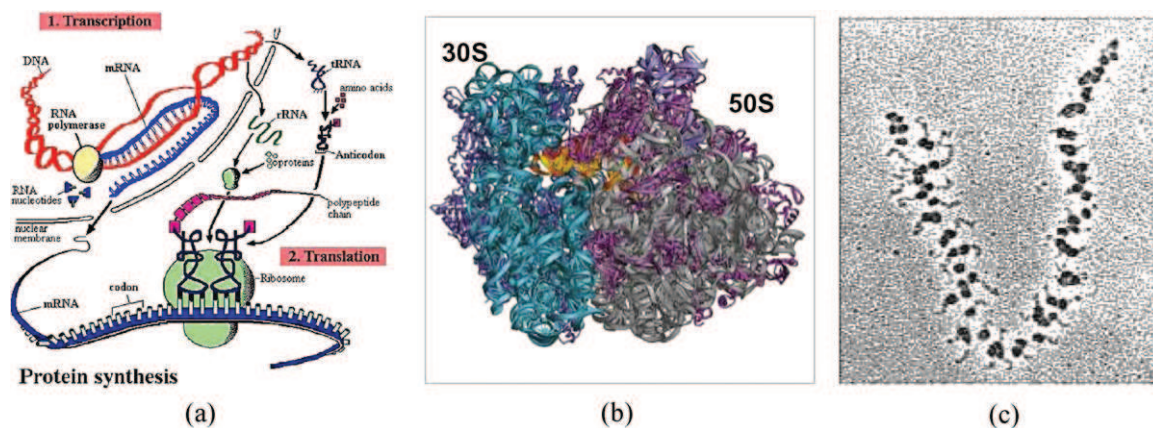 1. Transcription
DNA
mRNA
RNA
polymerase
RNA
nucleotides
nuclear
membrane
tRNA
amino acids
rRNA
Anticodon
proteins
polypeptide
chain
2. Translation
Ribosome
codon
mRNA
Protein synthesis
(a)
30S
50S
(b)
(c)